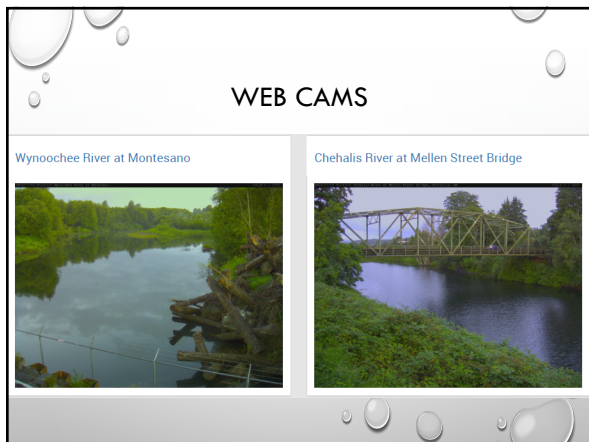 WEB CAMS
Wynoochee River at Montesano
Chehalis River at Mellen Street Bridge